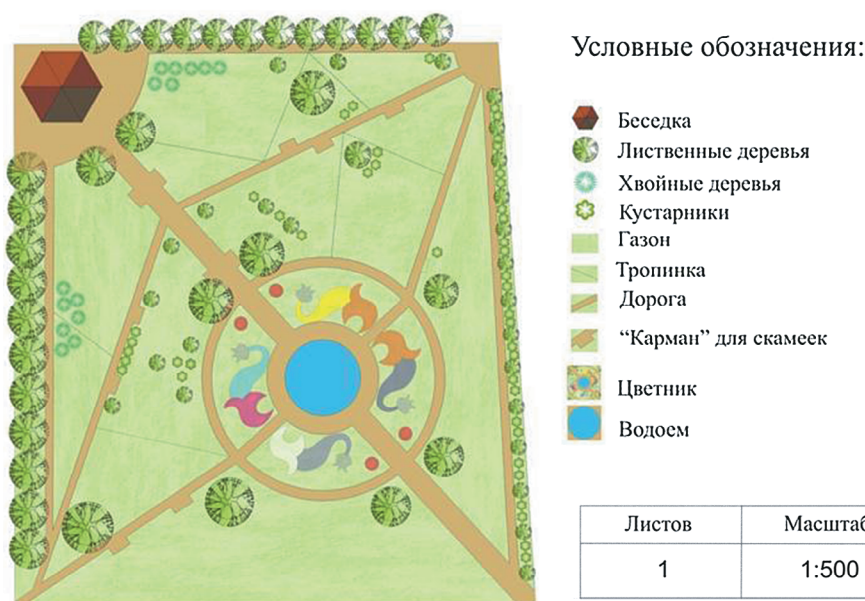 Условные обозначения:
Беседка
Лиственные деревья
Хвойные деревья
Кустарники
Газон
Тропинка
Дорога
“Карман” для скамеек
Цветник
Водоем
Листов Масштаб
1 1:500